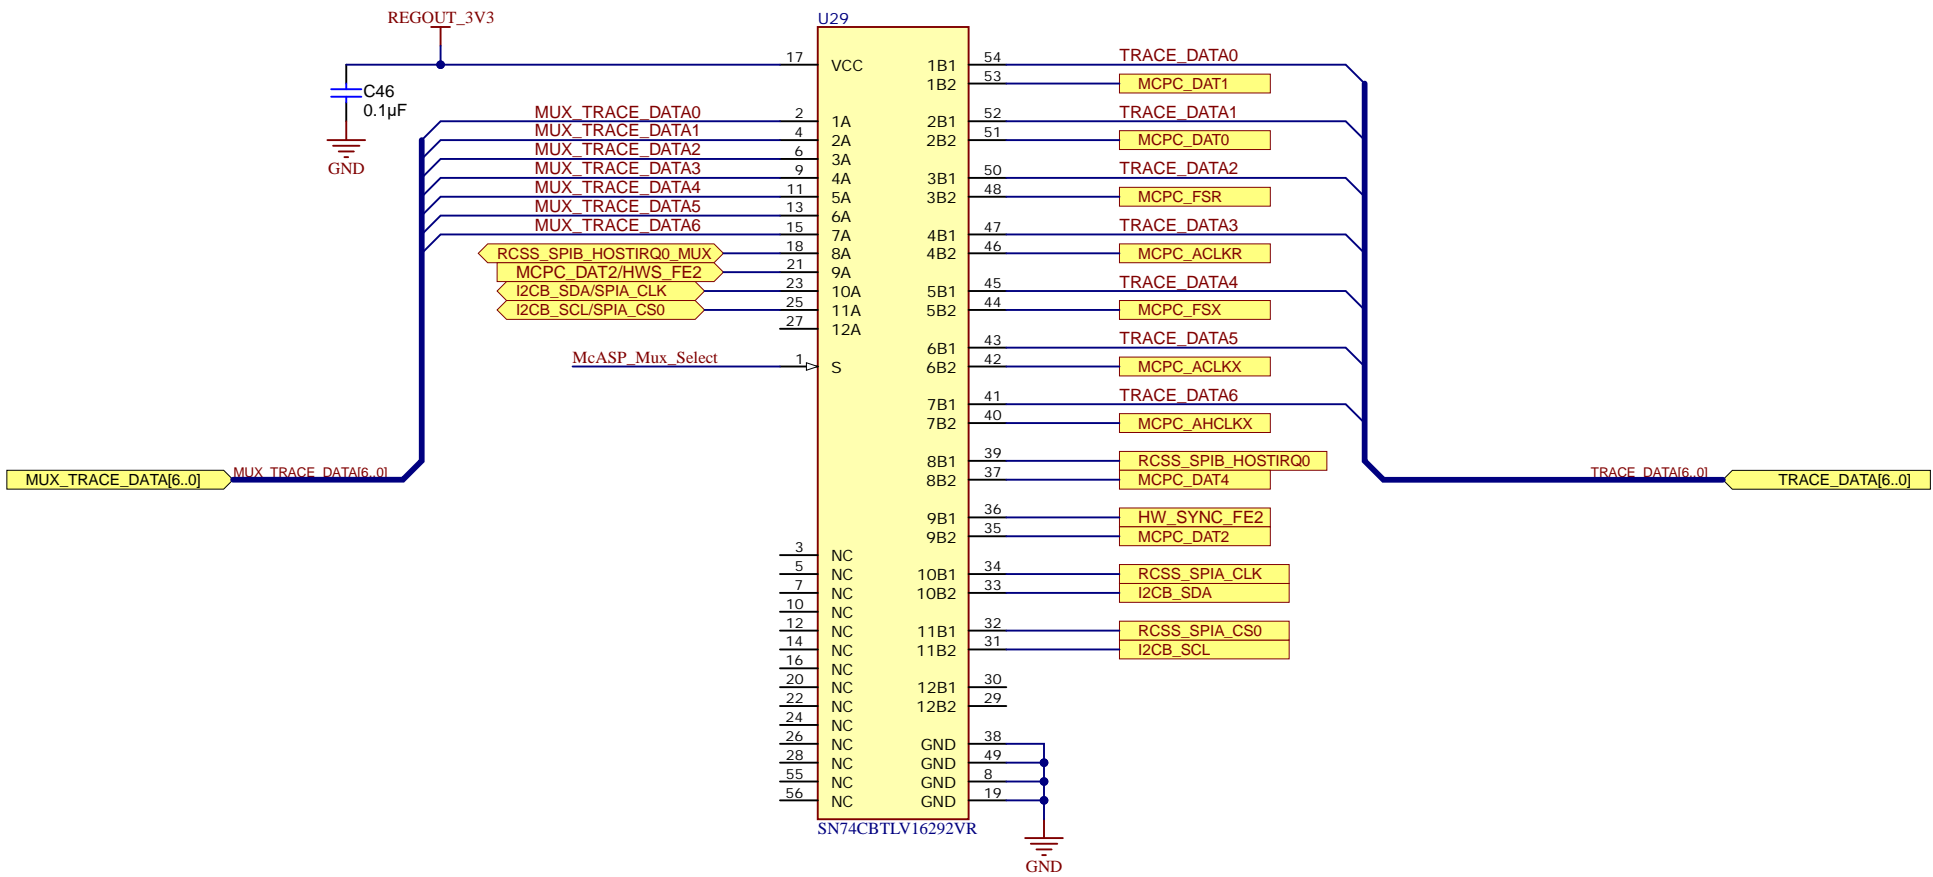 REGOUT_3V3
C46
0.1µF
GND
U29
17 VCC
2 1A MUX_TRACE_DATA0
4 2A MUX_TRACE_DATA1
6 3A MUX_TRACE_DATA2
9 4A MUX_TRACE_DATA3
11 5A MUX_TRACE_DATA4
13 6A MUX_TRACE_DATA5
15 7A MUX_TRACE_DATA6
RCSS_SPIB_HOSTIRQ0_MUX 18 8A
MCPC_DAT2/HWS_FE2 21 9A
I2CB_SDA/SPIA_CLK 23 10A
I2CB_SCL/SPIA_CS0 25 11A
27 12A
McASP_Mux_Select 1 S
MUX_TRACE_DATA[6..0] MUX_TRACE_DATA[6..0]
3 NC
5 NC
7 NC
10 NC
12 NC
14 NC
16 NC
20 NC
22 NC
24 NC
26 NC
28 NC
55 NC
56 NC
1B1 54 TRACE_DATA0
1B2 53 MCPC_DAT1
2B1 52 TRACE_DATA1
2B2 51 MCPC_DAT0
3B1 50 TRACE_DATA2
3B2 48 MCPC_FSR
4B1 47 TRACE_DATA3
4B2 46 MCPC_ACLKR
5B1 45 TRACE_DATA4
5B2 44 MCPC_FSX
6B1 43 TRACE_DATA5
6B2 42 MCPC_ACLKX
7B1 41 TRACE_DATA6
7B2 40 MCPC_AHCLKX
8B1 39 RCSS_SPIB_HOSTIRQ0
8B2 37 MCPC_DAT4
9B1 36 HW_SYNC_FE2
9B2 35 MCPC_DAT2
10B1 34 RCSS_SPIA_CLK
10B2 33 I2CB_SDA
11B1 32 RCSS_SPIA_CS0
11B2 31 I2CB_SCL
12B1 30
12B2 29
GND 38
GND 49
GND 8
GND 19
TRACE_DATA[6..0] TRACE_DATA[6..0]
SN74CBTLV16292VR
GND